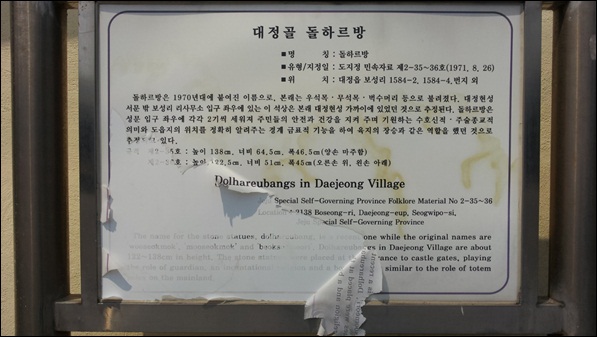 대정골 돌하르방
■ 명 칭 : 돌하르방
■ 유형/지정일 : 도지정 민속자료 제2-35~36호(1971. 8. 26)
■ 위 치 : 대정읍 보성리 1584-2, 1584-4번지 외
돌하르방은 1970년대에 붙여진 이름으로, 본래는 우석목·무석목·벅수머리 등으로 불려졌다. 대정현성
서문 밖 보성리 리사무소 입구 좌우에 있는 이 석상은 본래 대정현성 가까이에 있었던 것으로 추정된다. 돌하르방은
성문 입구 좌우에 각각 2기씩 세워져 주민들의 안전과 건강을 지켜 주며 기원하는 수호신적·주술종교적
의미와 도읍지의 위치를 정확히 알려주는 경계 금표적 기능을 하여 육지의 장승과 같은 역할을 했던 것으로
추정되고 있다.
: 높이 138cm, 너비 64.5cm, 폭46.5(양손 마주함)
: 높이 122.5cm, 너비 51cm, 폭45(오른손 위, 왼손 아래)
Dolhareubangs in Daejeong Village
Special Self-Governing Province Folklore Material No 2-35~36
Location : 2138 Boseong-ri, Daejeong-eup, Seogwipo-si,
Jeju Special Self-Governing Province
The name for the stone statues, one while the original names are
and Dolhareubangs in Daejeong Village are about
in height. The stone placed at entrance to castle gates, playing
the role of guardian, and a similar to the role of totem
on the mainland.